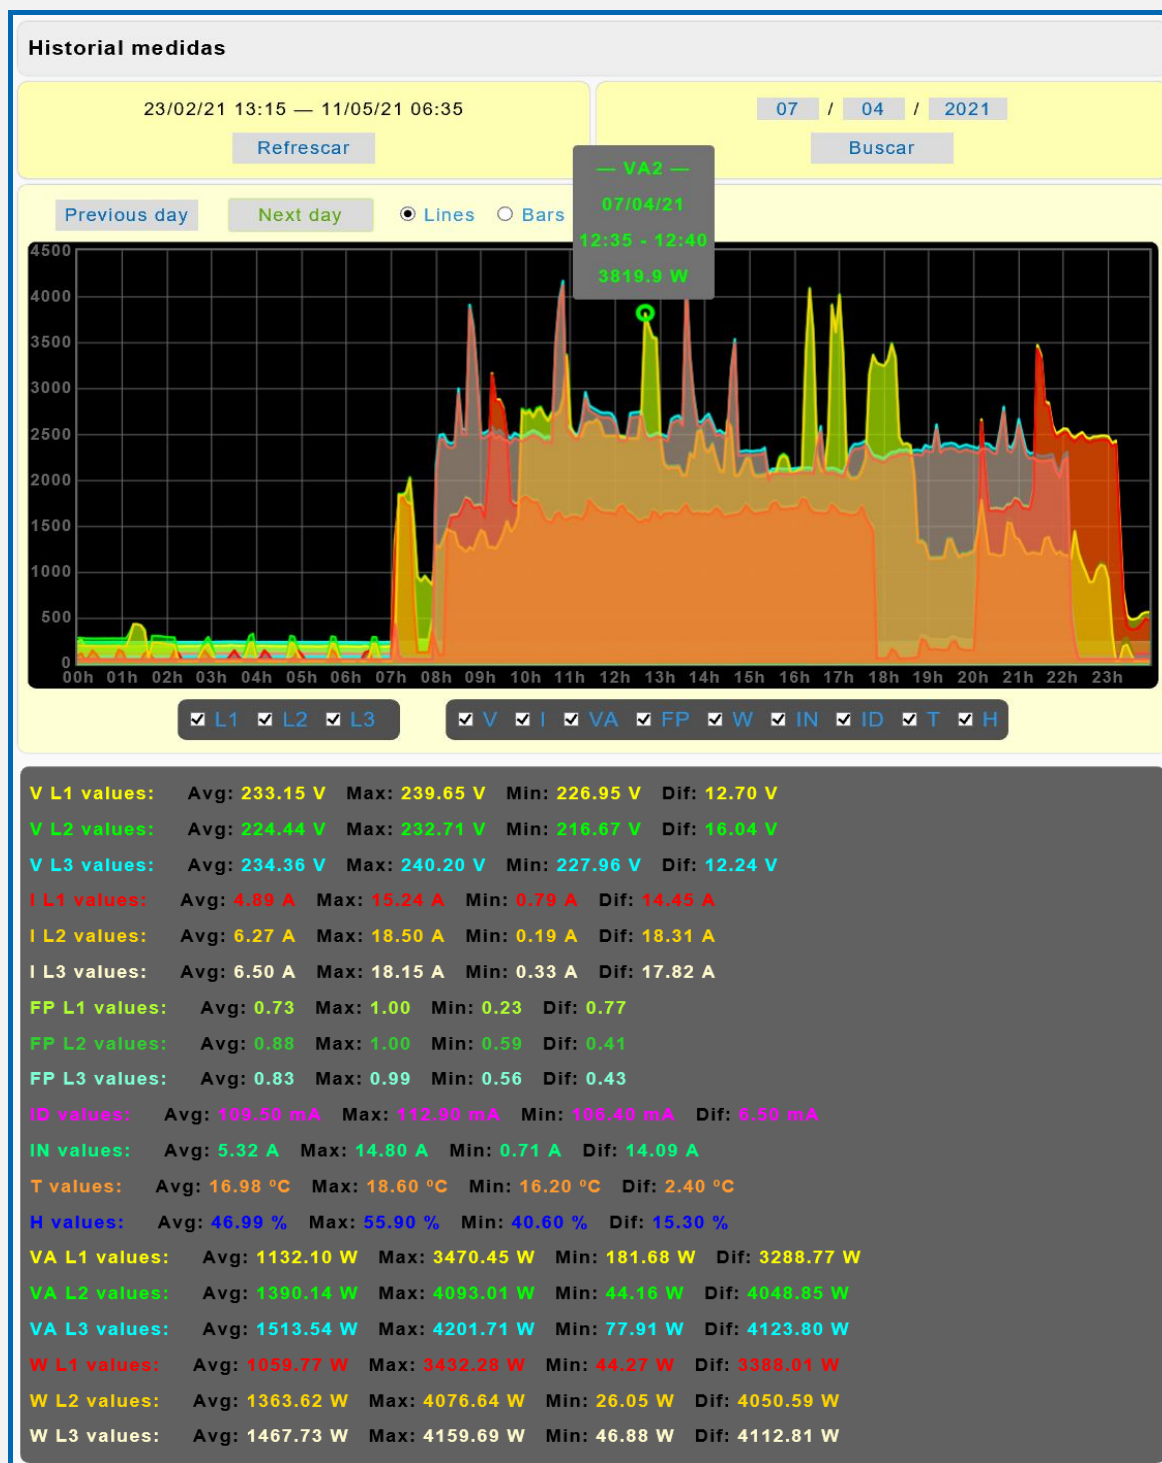 Historial medidas
23/02/21 13:15 — 11/05/21 06:35
Refrescar
07 / 04 / 2021
Buscar
Previous day Next day Lines Bars
— VA2 —
07/04/21
12:35 - 12:40
3819.9 W
4500
4000
3500
3000
2500
2000
1500
1000
500
0
00h 01h 02h 03h 04h 05h 06h 07h 08h 09h 10h 11h 12h 13h 14h 15h 16h 17h 18h 19h 20h 21h 22h 23h
L1 L2 L3 V I VA FP W IN ID T H
V L1 values: Avg: 233.15 V Max: 239.65 V Min: 226.95 V Dif: 12.70 V
V L2 values: Avg: 224.44 V Max: 232.71 V Min: 216.67 V Dif: 16.04 V
V L3 values: Avg: 234.36 V Max: 240.20 V Min: 227.96 V Dif: 12.24 V
I L1 values: Avg: 4.89 A Max: 15.24 A Min: 0.79 A Dif: 14.45 A
I L2 values: Avg: 6.27 A Max: 18.50 A Min: 0.19 A Dif: 18.31 A
I L3 values: Avg: 6.50 A Max: 18.15 A Min: 0.33 A Dif: 17.82 A
FP L1 values: Avg: 0.73 Max: 1.00 Min: 0.23 Dif: 0.77
FP L2 values: Avg: 0.88 Max: 1.00 Min: 0.59 Dif: 0.41
FP L3 values: Avg: 0.83 Max: 0.99 Min: 0.56 Dif: 0.43
ID values: Avg: 109.50 mA Max: 112.90 mA Min: 106.40 mA Dif: 6.50 mA
IN values: Avg: 5.32 A Max: 14.80 A Min: 0.71 A Dif: 14.09 A
T values: Avg: 16.98 ºC Max: 18.60 ºC Min: 16.20 ºC Dif: 2.40 ºC
H values: Avg: 46.99 % Max: 55.90 % Min: 40.60 % Dif: 15.30 %
VA L1 values: Avg: 1132.10 W Max: 3470.45 W Min: 181.68 W Dif: 3288.77 W
VA L2 values: Avg: 1390.14 W Max: 4093.01 W Min: 44.16 W Dif: 4048.85 W
VA L3 values: Avg: 1513.54 W Max: 4201.71 W Min: 77.91 W Dif: 4123.80 W
W L1 values: Avg: 1059.77 W Max: 3432.28 W Min: 44.27 W Dif: 3388.01 W
W L2 values: Avg: 1363.62 W Max: 4076.64 W Min: 26.05 W Dif: 4050.59 W
W L3 values: Avg: 1467.73 W Max: 4159.69 W Min: 46.88 W Dif: 4112.81 W